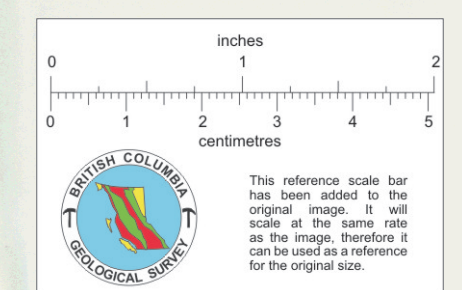 inches
0 1 2
0 1 2 3 4 5
centimetres
BRITISH COLUMBIA
GEOLOGICAL SURVEY
This reference scale bar
has been added to the
original image. It will
scale at the same rate
as the image, therefore it
can be used as a reference
for the original size.